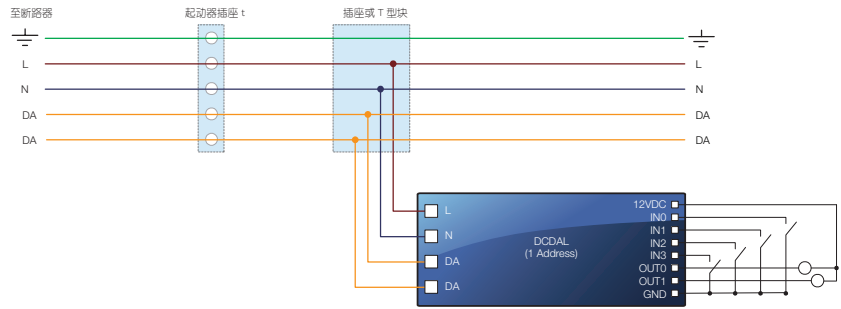 至断路器 起动器插座 t 插座或 T 型块
L L
N N
DA DA
DA DA
L
N
DA
DA
DCDAL
(1 Address)
12VDC
IN0
IN1
IN2
IN3
OUT0
OUT1
GND